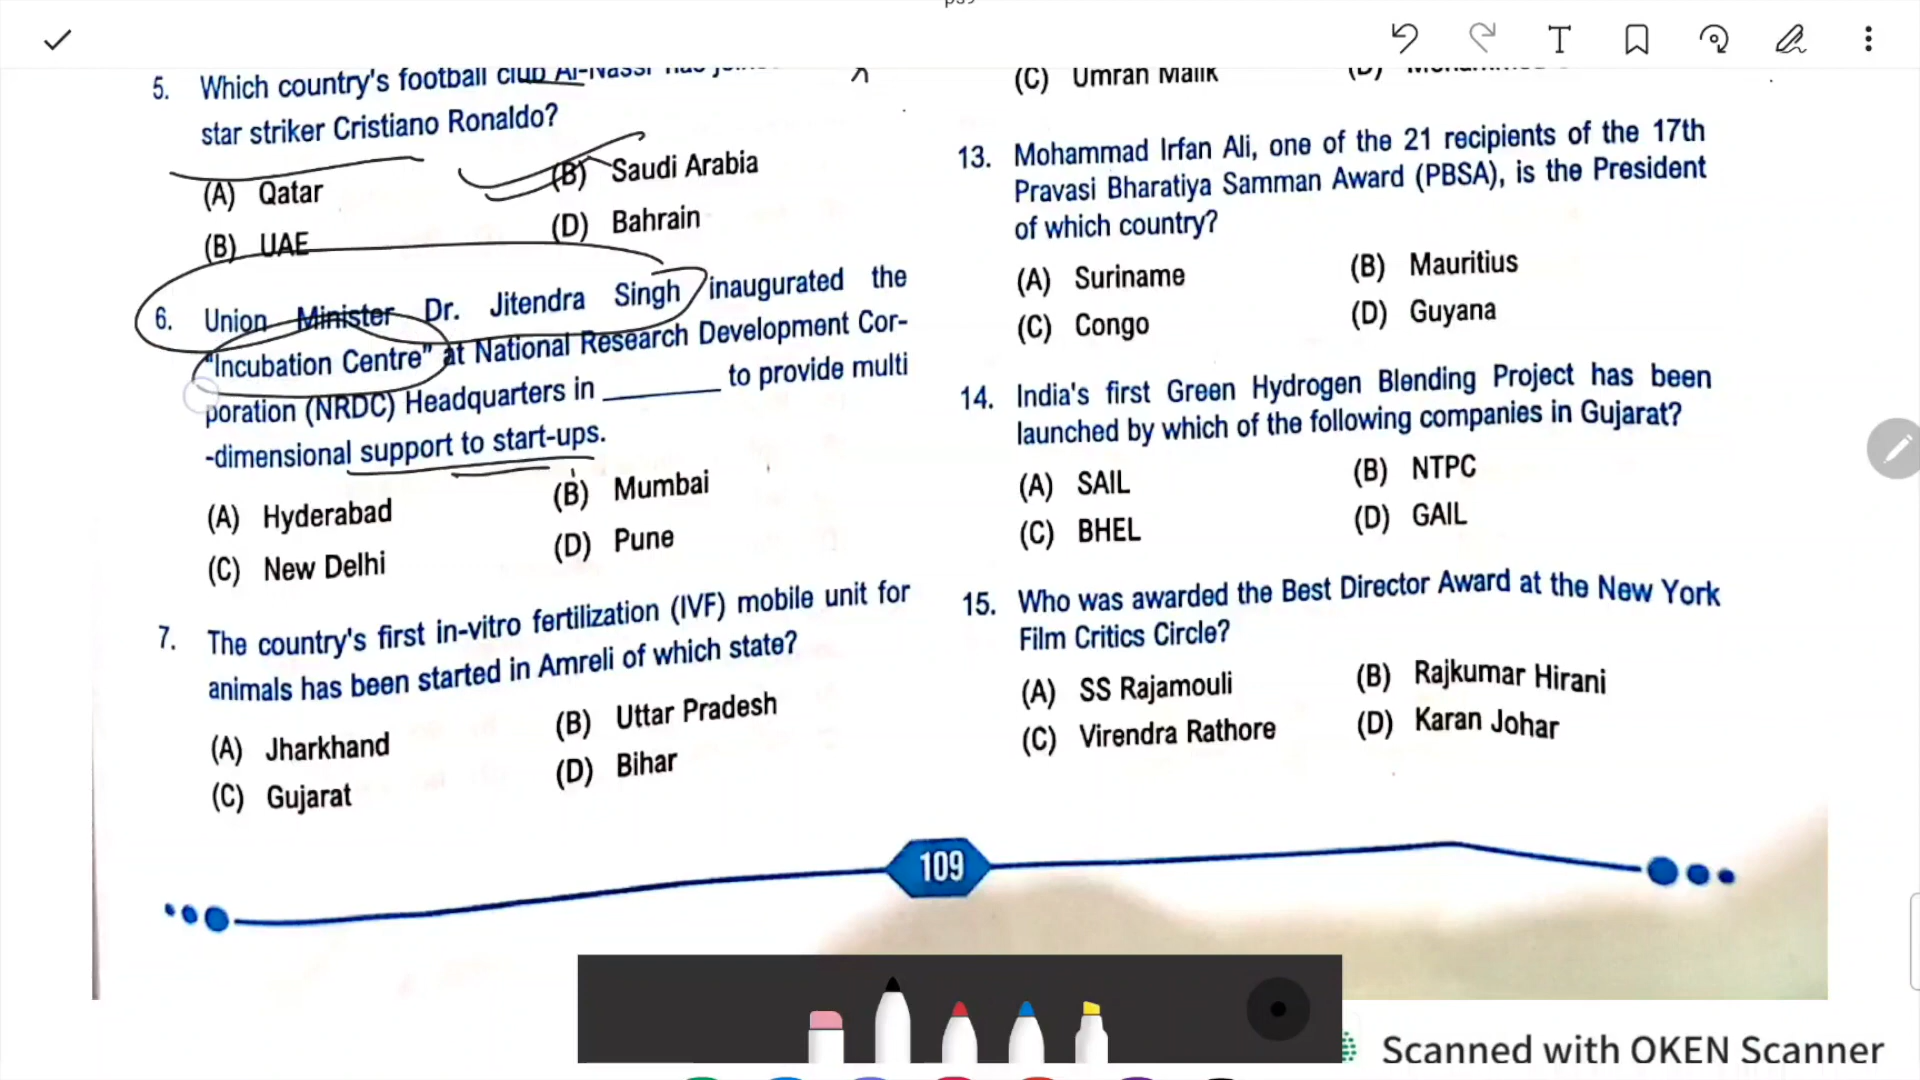 5. Which country's football club Al-Nassr has
star striker Cristiano Ronaldo?
(A) Qatar
(B) Saudi Arabia
(B) UAE
(D) Bahrain
6. Union Minister Dr. Jitendra Singh inaugurated the
"Incubation Centre" at National Research Development Cor-
poration (NRDC) Headquarters in ________ to provide multi
-dimensional support to start-ups.
(A) Hyderabad
(B) Mumbai
(C) New Delhi
(D) Pune
7. The country's first in-vitro fertilization (IVF) mobile unit for
animals has been started in Amreli of which state?
(A) Jharkhand
(B) Uttar Pradesh
(C) Gujarat
(D) Bihar
(C) Umran Malik
(D)
13. Mohammad Irfan Ali, one of the 21 recipients of the 17th
Pravasi Bharatiya Samman Award (PBSA), is the President
of which country?
(A) Suriname
(B) Mauritius
(C) Congo
(D) Guyana
14. India's first Green Hydrogen Blending Project has been
launched by which of the following companies in Gujarat?
(A) SAIL
(B) NTPC
(C) BHEL
(D) GAIL
15. Who was awarded the Best Director Award at the New York
Film Critics Circle?
(A) SS Rajamouli
(B) Rajkumar Hirani
(C) Virendra Rathore
(D) Karan Johar
109
Scanned with OKEN Scanner